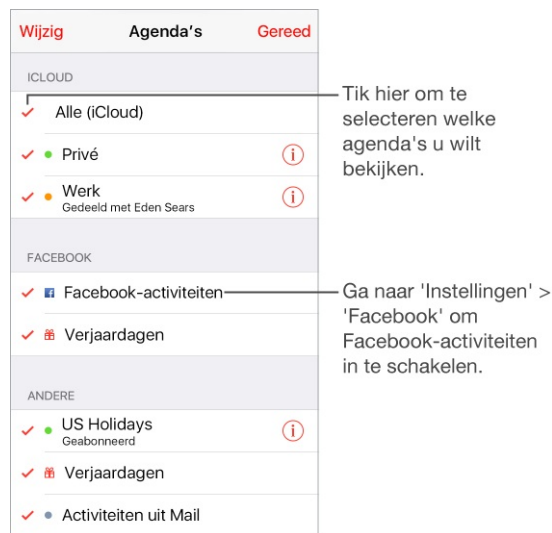 Wijzig Agenda’s Gereed
ICLOUD
Alle (iCloud)
Privé
Werk
Gedeeld met Eden Sears
FACEBOOK
Facebook-activiteiten
Verjaardagen
ANDERE
US Holidays
Geabonneerd
Verjaardagen
Activiteiten uit Mail
Tik hier om te
selecteren welke
agenda's u wilt
bekijken.
Ga naar 'Instellingen' >
'Facebook' om
Facebook-activiteiten
in te schakelen.